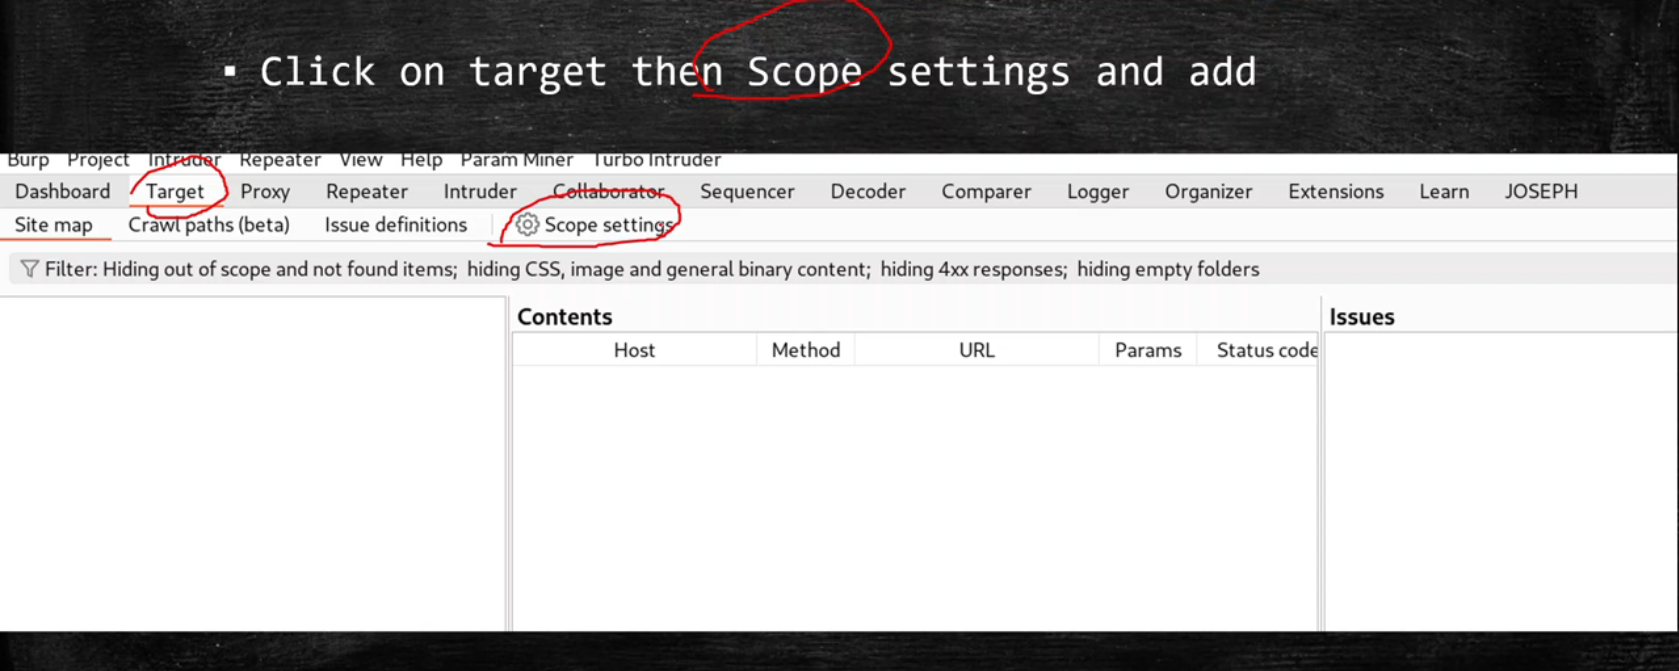 ▪ Click on target then Scope settings and add
Burp Project Intruder Repeater View Help Param Miner Turbo Intruder
Dashboard Target Proxy Repeater Intruder Collaborator Sequencer Decoder Comparer Logger Organizer Extensions Learn JOSEPH
Site map Crawl paths (beta) Issue definitions Scope settings
Filter: Hiding out of scope and not found items; hiding CSS, image and general binary content; hiding 4xx responses; hiding empty folders
Contents Issues
Host Method URL Params Status code